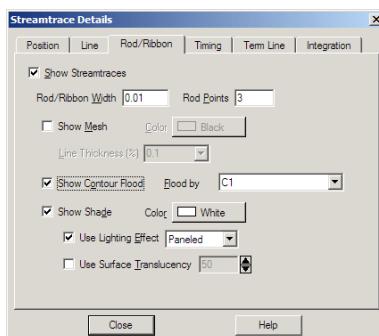 Streamtrace Details
Position Line Rod/Ribbon Timing Term Line Integration
Show Streamtraces
Rod/Ribbon Width 0.01 Rod Points 3
Show Mesh Color Black
Line Thickness (%) 0.1
Show Contour Flood Flood by C1
Show Shade Color White
Use Lighting Effect Paneled
Use Surface Translucency 50
Close Help